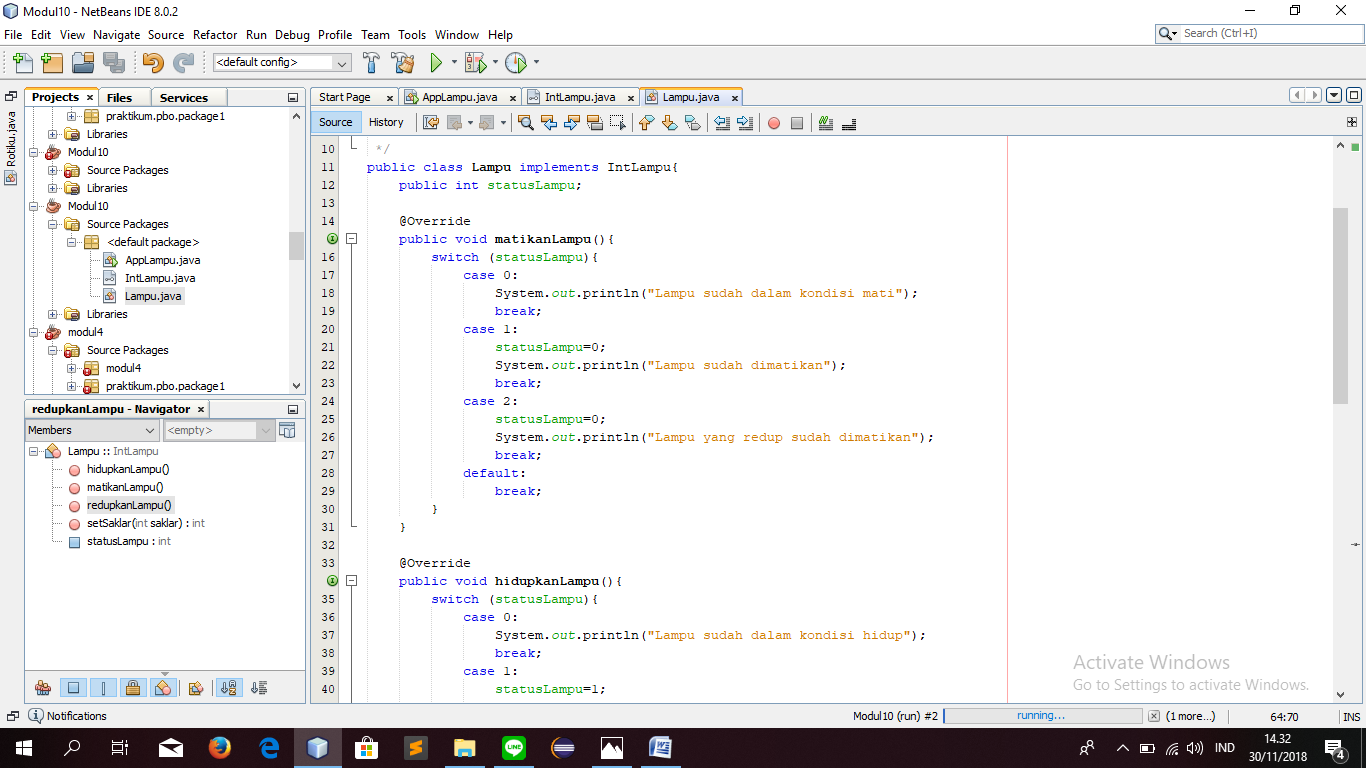 Modul10 - NetBeans IDE 8.0.2
File Edit View Navigate Source Refactor Run Debug Profile Team Tools Window Help
Search (Ctrl+I)
<default config>
Rotiku.java
Projects Files Services
praktikum.pbo.package1
Libraries
Modul10
Source Packages
Libraries
Modul10
Source Packages
<default package>
AppLampu.java
IntLampu.java
Lampu.java
Libraries
modul4
Source Packages
modul4
praktikum.pbo.package1
redupkanLampu - Navigator
Members <empty>
Lampu :: IntLampu
hidupkanLampu()
matikanLampu()
redupkanLampu()
setSaklar(int saklar) : int
statusLampu : int
Start Page AppLampu.java IntLampu.java Lampu.java
Source History
10 */
11 public class Lampu implements IntLampu{
12 public int statusLampu;
13
14 @Override
public void matikanLampu(){
16 switch (statusLampu){
17 case 0:
18 System.out.println("Lampu sudah dalam kondisi mati");
19 break;
20 case 1:
21 statusLampu=0;
22 System.out.println("Lampu sudah dimatikan");
23 break;
24 case 2:
25 statusLampu=0;
26 System.out.println("Lampu yang redup sudah dimatikan");
27 break;
28 default:
29 break;
30 }
31 }
32
33 @Override
public void hidupkanLampu(){
35 switch (statusLampu){
36 case 0:
37 System.out.println("Lampu sudah dalam kondisi hidup");
38 break;
39 case 1:
40 statusLampu=1;
Activate Windows
Go to Settings to activate Windows.
Notifications
Modul10 (run) #2 running... (1 more...) 64:70 INS
IND
14.32
30/11/2018
4